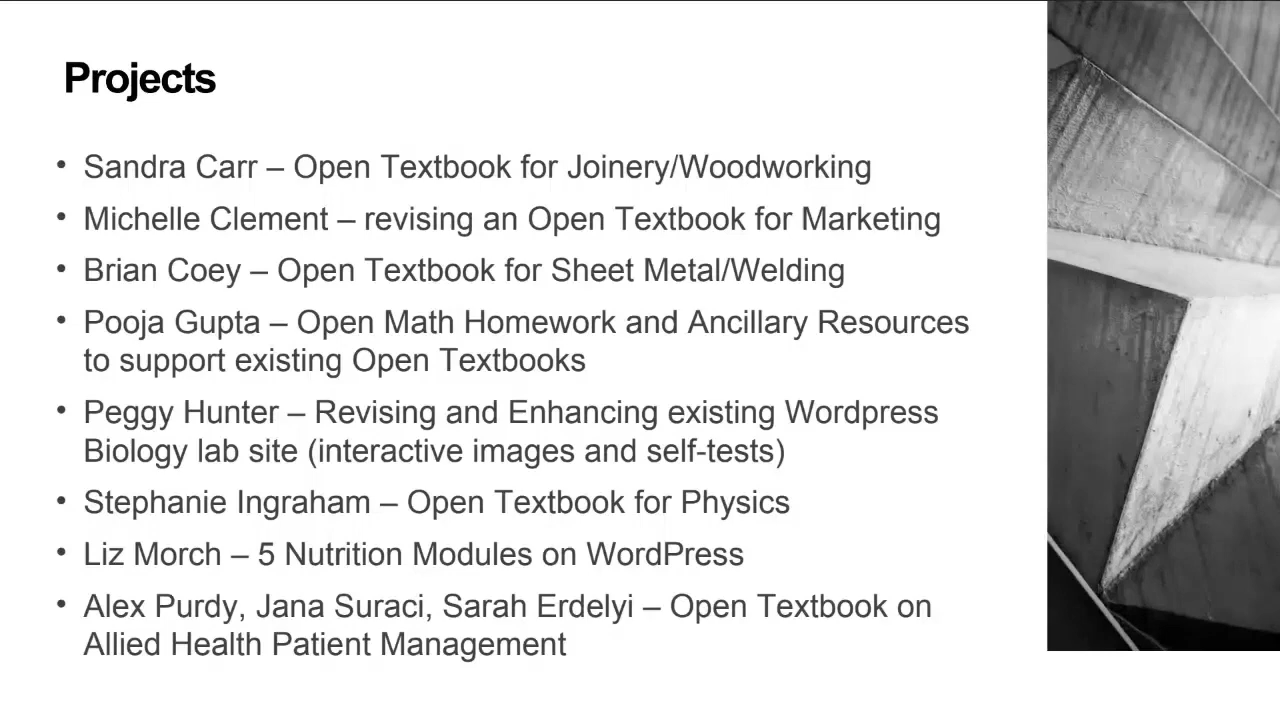 Projects
• Sandra Carr – Open Textbook for Joinery/Woodworking
• Michelle Clement – revising an Open Textbook for Marketing
• Brian Coey – Open Textbook for Sheet Metal/Welding
• Pooja Gupta – Open Math Homework and Ancillary Resources
to support existing Open Textbooks
• Peggy Hunter – Revising and Enhancing existing Wordpress
Biology lab site (interactive images and self-tests)
• Stephanie Ingraham – Open Textbook for Physics
• Liz Morch – 5 Nutrition Modules on WordPress
• Alex Purdy, Jana Suraci, Sarah Erdelyi – Open Textbook on
Allied Health Patient Management